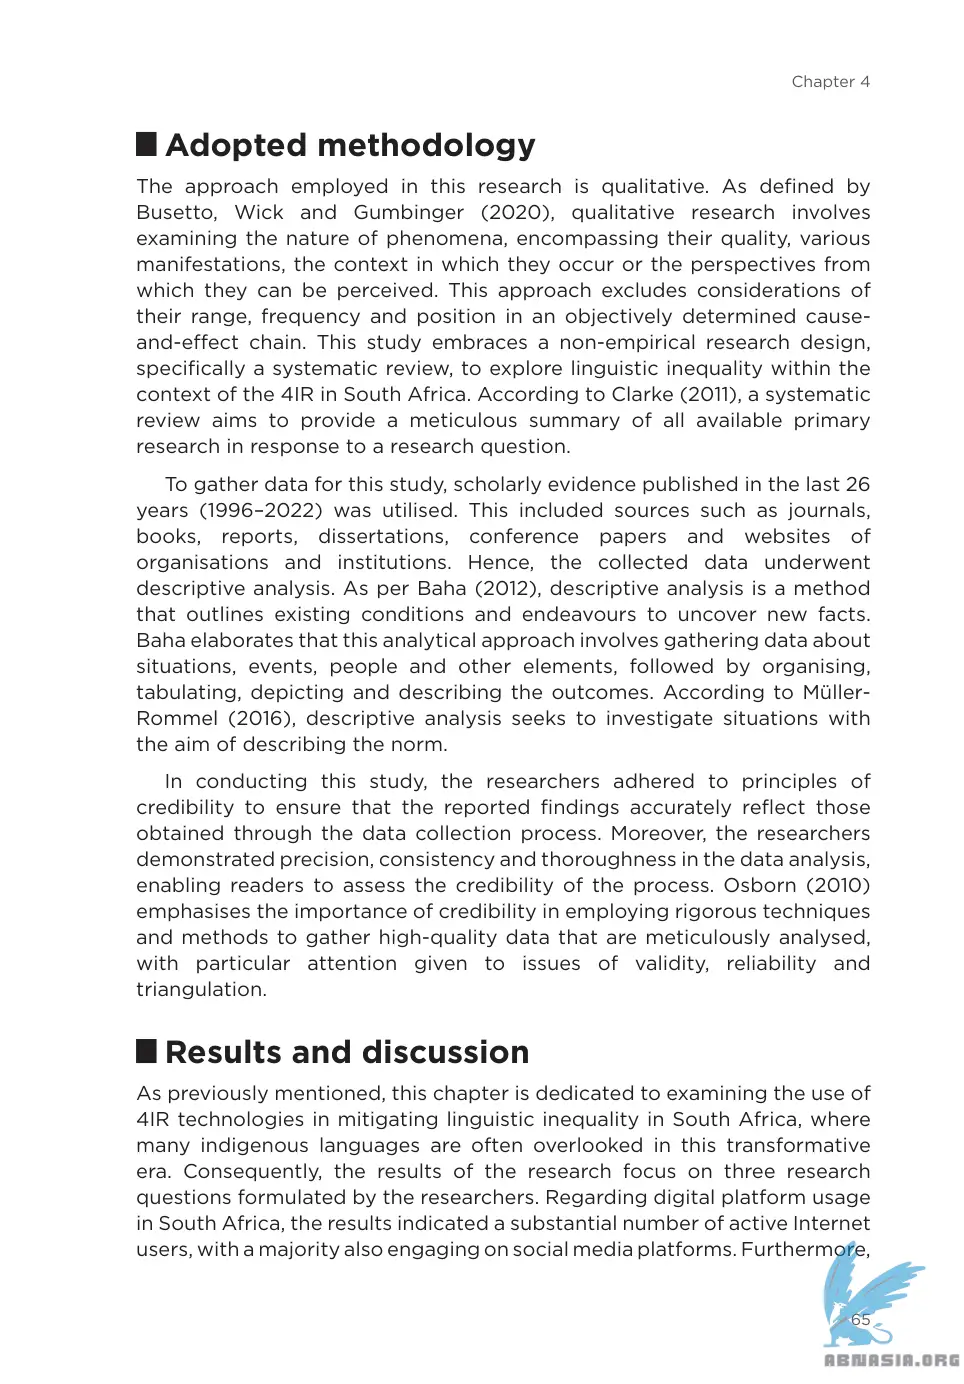 Chapter 4
Adopted methodology
The approach employed in this research is qualitative. As defined by
Busetto, Wick and Gumbinger (2020), qualitative research involves
examining the nature of phenomena, encompassing their quality, various
manifestations, the context in which they occur or the perspectives from
which they can be perceived. This approach excludes considerations of
their range, frequency and position in an objectively determined cause-
and-effect chain. This study embraces a non-empirical research design,
specifically a systematic review, to explore linguistic inequality within the
context of the 4IR in South Africa. According to Clarke (2011), a systematic
review aims to provide a meticulous summary of all available primary
research in response to a research question.
To gather data for this study, scholarly evidence published in the last 26
years (1996–2022) was utilised. This included sources such as journals,
books, reports, dissertations, conference papers and websites of
organisations and institutions. Hence, the collected data underwent
descriptive analysis. As per Baha (2012), descriptive analysis is a method
that outlines existing conditions and endeavours to uncover new facts.
Baha elaborates that this analytical approach involves gathering data about
situations, events, people and other elements, followed by organising,
tabulating, depicting and describing the outcomes. According to Müller-
Rommel (2016), descriptive analysis seeks to investigate situations with
the aim of describing the norm.
In conducting this study, the researchers adhered to principles of
credibility to ensure that the reported findings accurately reflect those
obtained through the data collection process. Moreover, the researchers
demonstrated precision, consistency and thoroughness in the data analysis,
enabling readers to assess the credibility of the process. Osborn (2010)
emphasises the importance of credibility in employing rigorous techniques
and methods to gather high-quality data that are meticulously analysed,
with particular attention given to issues of validity, reliability and
triangulation.
Results and discussion
As previously mentioned, this chapter is dedicated to examining the use of
4IR technologies in mitigating linguistic inequality in South Africa, where
many indigenous languages are often overlooked in this transformative
era. Consequently, the results of the research focus on three research
questions formulated by the researchers. Regarding digital platform usage
in South Africa, the results indicated a substantial number of active Internet
users, with a majority also engaging on social media platforms. Furthermore,
65
ABNASIA.ORG